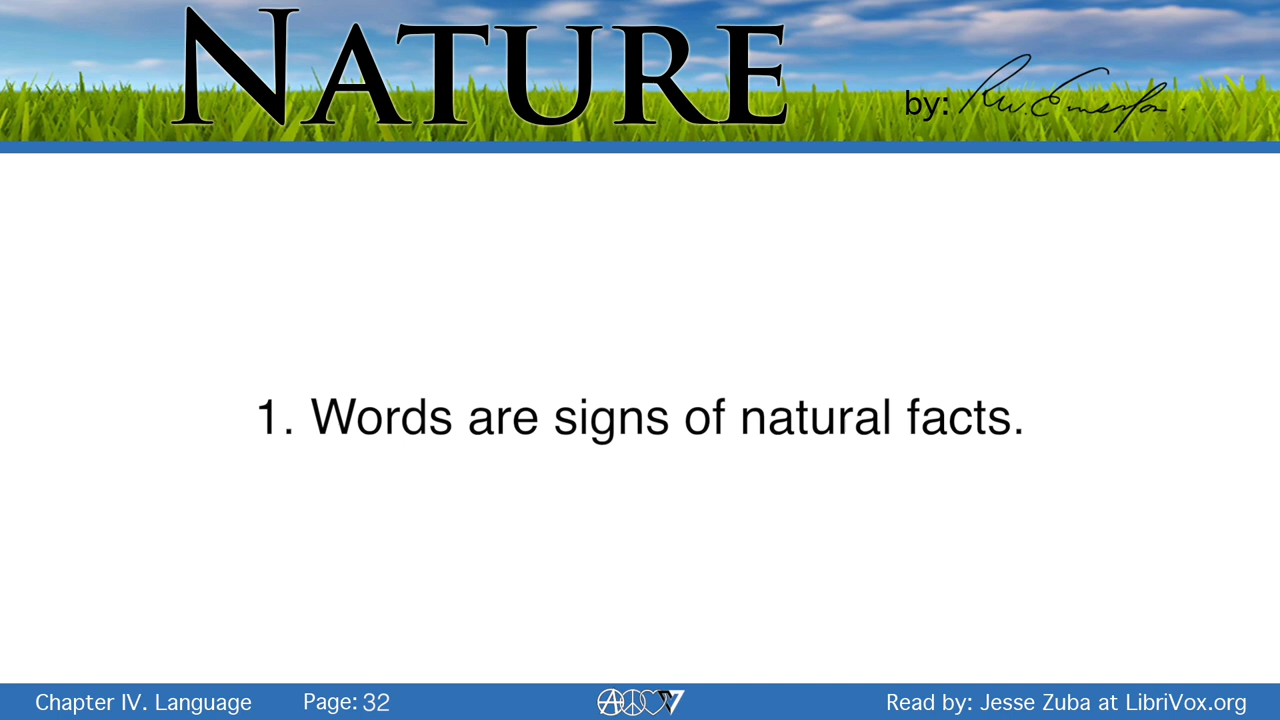 NATURE
by: R.W. Emerson.
1. Words are signs of natural facts.
Chapter IV. Language
Page: 32
Read by: Jesse Zuba at LibriVox.org